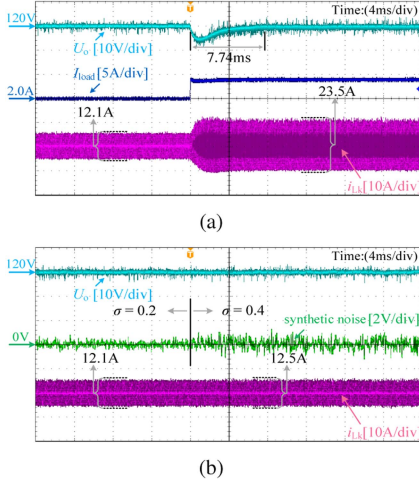 T
120V
Time:(4ms/div)
Uo [10V/div]
7.74ms
Iload [5A/div]
2.0A
23.5A
12.1A
iLk[10A/div]
(a)
T
120V
Time:(4ms/div)
Uo [10V/div]
σ = 0.2
σ = 0.4
synthetic noise[2V/div]
0V
12.1A
12.5A
iLk[10A/div]
(b)